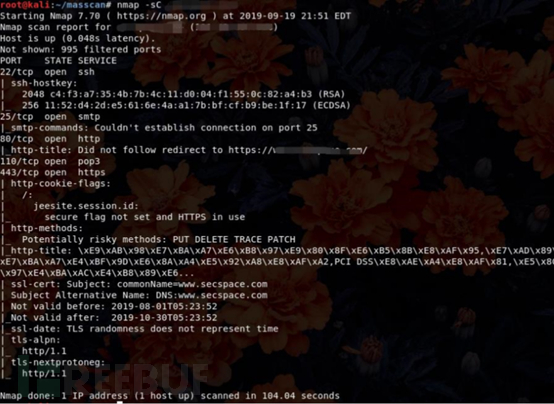 root@kali:~/masscan# nmap -sC
Starting Nmap 7.70 ( https://nmap.org ) at 2019-09-19 21:51 EDT
Nmap scan report for ( )
Host is up (0.048s latency).
Not shown: 995 filtered ports
PORT STATE SERVICE
22/tcp open ssh
| ssh-hostkey:
| 2048 c4:f3:a7:35:4b:7b:4c:11:d0:04:f1:55:0c:82:a4:b3 (RSA)
|_ 256 11:52:d4:2d:e5:61:6e:4a:a1:7b:bf:cf:b9:be:1f:17 (ECDSA)
25/tcp open smtp
|_smtp-commands: Couldn't establish connection on port 25
80/tcp open http
|_http-title: Did not follow redirect to https:// /
110/tcp open pop3
443/tcp open https
| http-cookie-flags:
| /:
| jeesite.session.id:
|_ secure flag not set and HTTPS in use
| http-methods:
|_ Potentially risky methods: PUT DELETE TRACE PATCH
|_http-title: \xE9\xAB\x98\xE7\xBA\xA7\xE6\xB8\x97\xE9\x80\x8F\xE6\xB5\x8B\xE8\xAF\x95,\xE7\xAD\x89
\xE7\xBA\xA7\xE4\xBF\x9D\xE6\x8A\xA4\xE5\x92\xA8\xE8\xAF\xA2,PCI DSS\xE8\xAE\xA4\xE8\xAF\x81,
\x97\xE4\xBA\xAC\xE4\xB8\x89\xE6...
| ssl-cert: Subject: commonName=www.secspace.com
| Subject Alternative Name: DNS:www.secspace.com
| Not valid before: 2019-08-01T05:23:52
|_Not valid after: 2019-10-30T05:23:52
|_ssl-date: TLS randomness does not represent time
| tls-alpn:
|_ http/1.1
| tls-nextprotoneg:
|_ http/1.1
Nmap done: 1 IP address (1 host up) scanned in 104.04 seconds